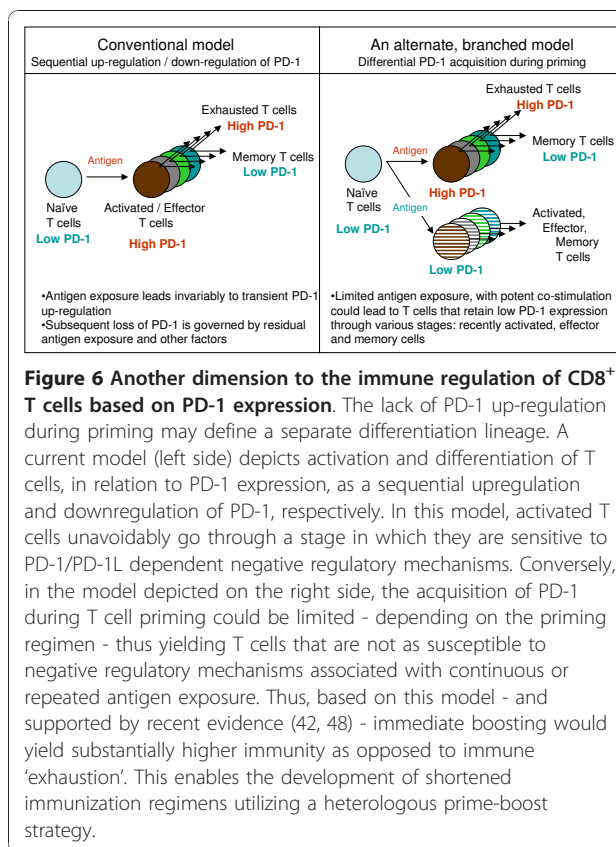 Conventional model
Sequential up-regulation / down-regulation of PD-1
Exhausted T cells
High PD-1
Antigen
Memory T cells
Low PD-1
Naïve
T cells
Low PD-1
Activated / Effector
T cells
High PD-1
•Antigen exposure leads invariably to transient PD-1
up-regulation
•Subsequent loss of PD-1 is governed by residual
antigen exposure and other factors
An alternate, branched model
Differential PD-1 acquisition during priming
Exhausted T cells
High PD-1
Antigen
Memory T cells
Low PD-1
Naïve
T cells
High PD-1
Antigen
Low PD-1
Activated,
Effector,
Memory
T cells
Low PD-1
•Limited antigen exposure, with potent co-stimulation
could lead to T cells that retain low PD-1 expression
through various stages: recently activated, effector
and memory cells
Figure 6 Another dimension to the immune regulation of CD8+
T cells based on PD-1 expression. The lack of PD-1 up-regulation
during priming may define a separate differentiation lineage. A
current model (left side) depicts activation and differentiation of T
cells, in relation to PD-1 expression, as a sequential upregulation
and downregulation of PD-1, respectively. In this model, activated T
cells unavoidably go through a stage in which they are sensitive to
PD-1/PD-1L dependent negative regulatory mechanisms. Conversely,
in the model depicted on the right side, the acquisition of PD-1
during T cell priming could be limited - depending on the priming
regimen - thus yielding T cells that are not as susceptible to
negative regulatory mechanisms associated with continuous or
repeated antigen exposure. Thus, based on this model - and
supported by recent evidence (42, 48) - immediate boosting would
yield substantially higher immunity as opposed to immune
‘exhaustion’. This enables the development of shortened
immunization regimens utilizing a heterologous prime-boost
strategy.